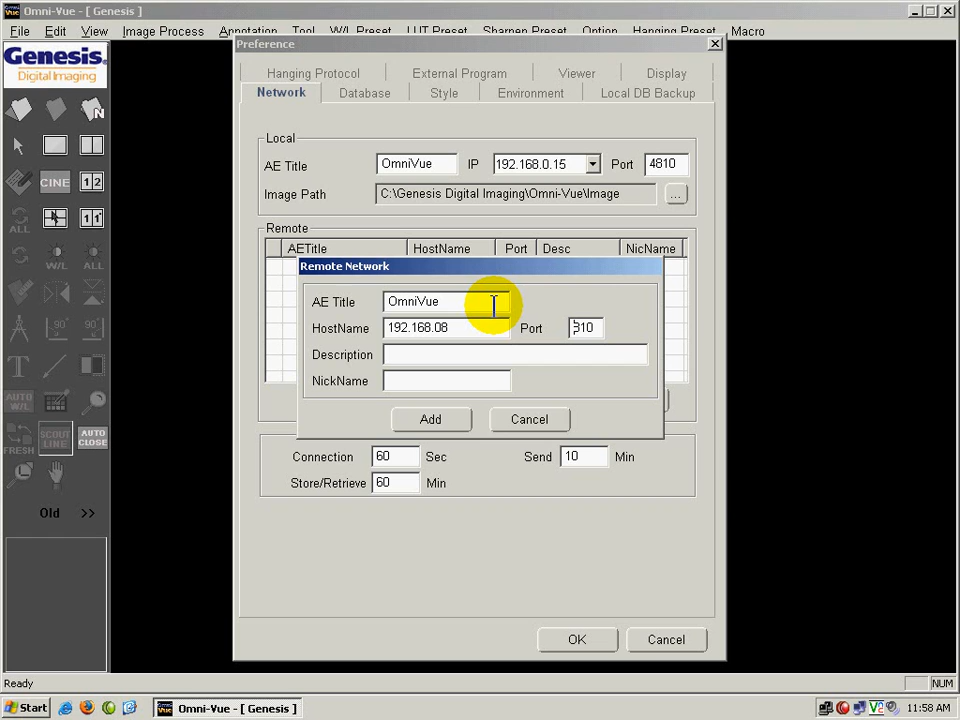 Omni-Vue - [ Genesis ]
File Edit View Image Process Annotation Tool W/L Preset LUT Preset Sharpen Preset Option Hanging Preset Macro
Preference
Genesis
Digital Imaging
Hanging Protocol External Program Viewer Display
Network Database Style Environment Local DB Backup
Local
AE Title OmniVue IP 192.168.0.15 Port 4810
Image Path C:\Genesis Digital Imaging\Omni-Vue\Image ...
Remote
AETitle HostName Port Desc NicName
Remote Network
AE Title OmniVue
HostName 192.168.08 Port
Description
NickName
Add Cancel
Connection 60 Sec Send 10 Min
Store/Retrieve 60 Min
OK Cancel
N
CINE 1 2
ALL 1 1
W/L ALL
90° 90°
T
AUTO W/L
FRESH SCOUT LINE AUTO CLOSE
Old >>
Ready NUM
Start Omni-Vue - [ Genesis ] V2 11:58 AM